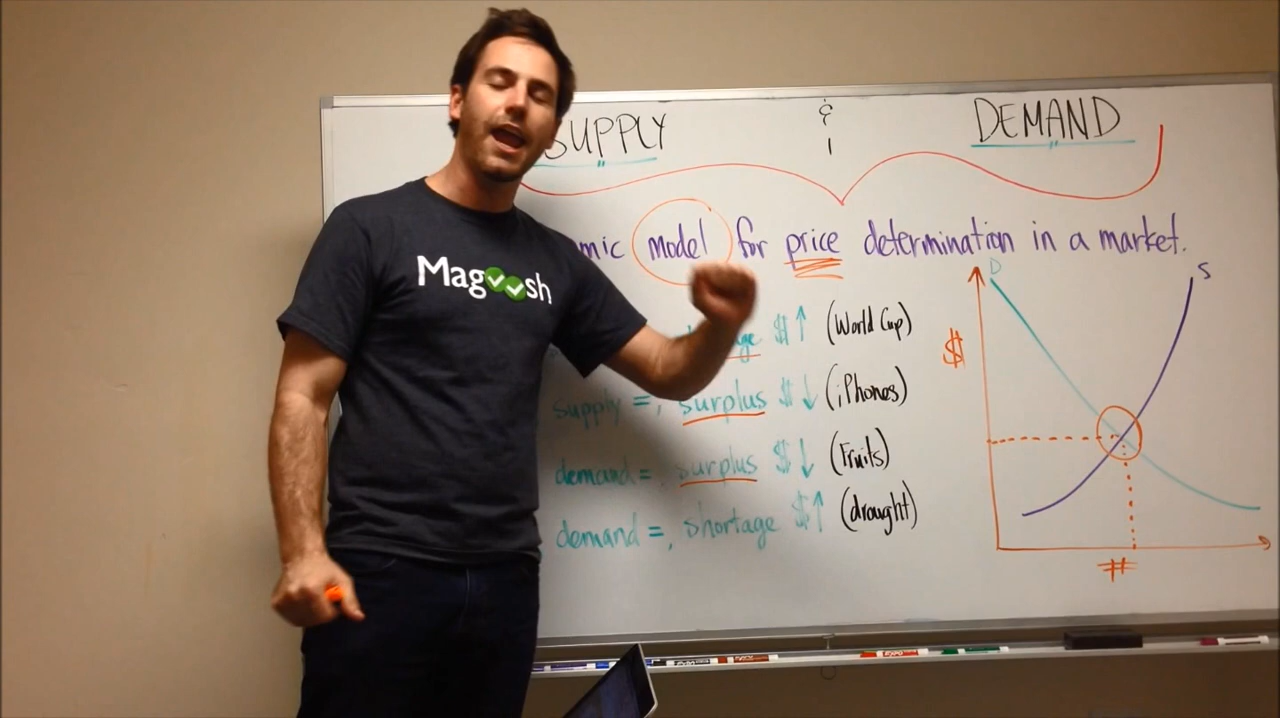 SUPPLY & DEMAND
mic model for price determination in a market.
Magoosh
D
S
$
$ ↑ (World Cup)
supply =, surplus $ ↓ (iPhones)
demand =, surplus $ ↓ (Fruits)
demand =, shortage $ ↑ (drought)
#